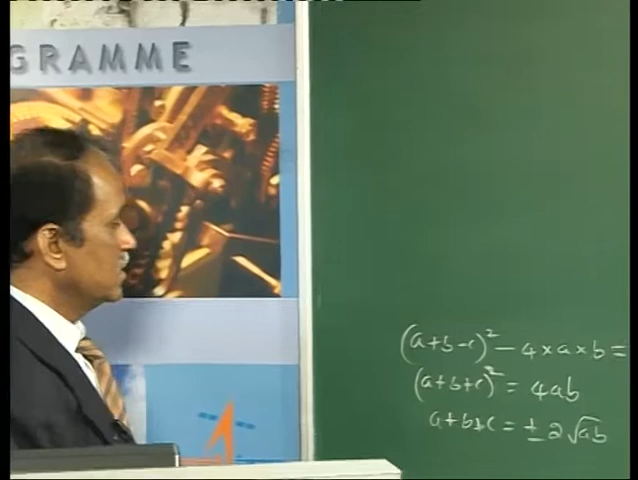 GRAMME
(a+b-c)² - 4×a×b =
(a+b+c)² = 4ab
a+b+c = ± 2√ab